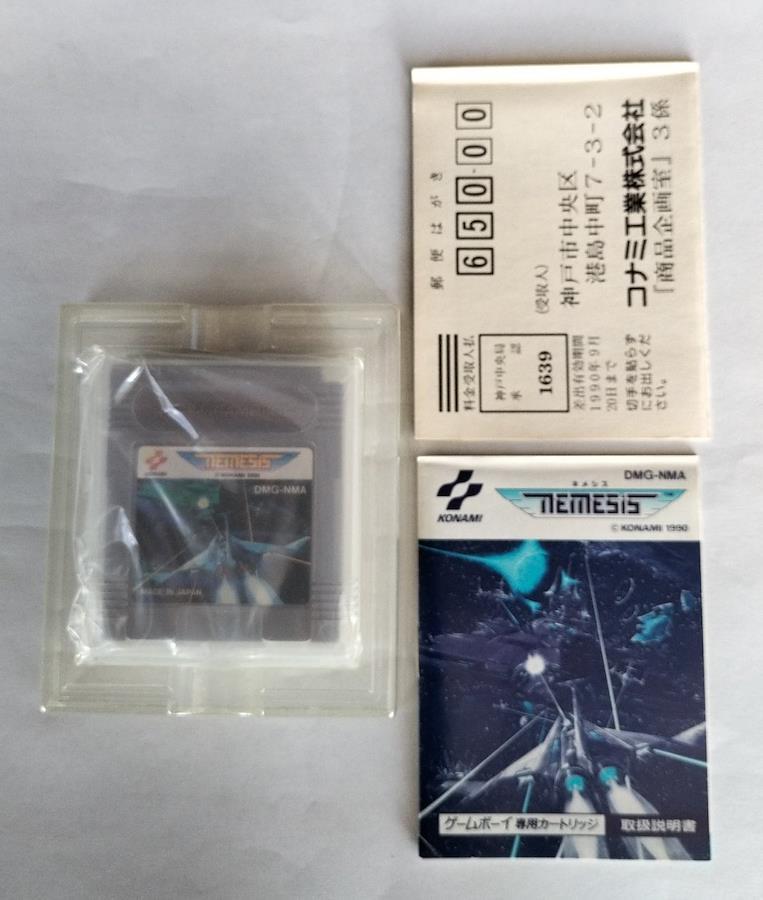 KONAMI
NEMESIS
© KONAMI 1990
DMG-NMA
MADE IN JAPAN
郵便はがき
650-00
(受取人)
神戸市中央区
港島中町7-3-2
コナミ工業株式会社
「商品企画室」3係
料金受取人払
神戸中央局
承認
1639
差出有効期間
1990年9月
20日まで
切手を貼らず
にお出しくだ
さい。
DMG-NMA
KONAMI
ネメシス
NEMESIS
TM
© KONAMI 1990
ゲームボーイ専用カートリッジ
取扱説明書